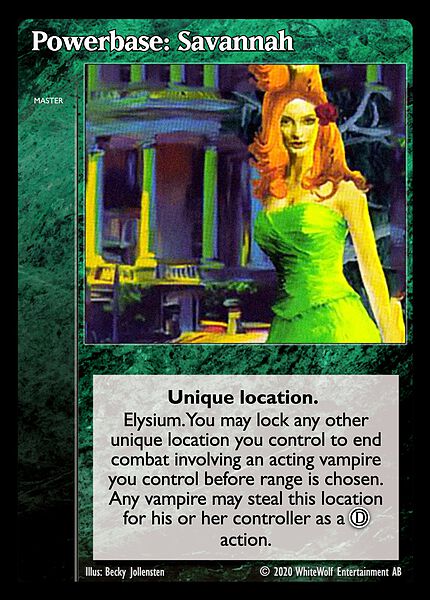 Powerbase: Savannah
MASTER
Unique location.
Elysium.You may lock any other
unique location you control to end
combat involving an acting vampire
you control before range is chosen.
Any vampire may steal this location
for his or her controller as a Ⓓ
action.
Illus: Becky Jollensten
© 2020 WhiteWolf Entertainment AB